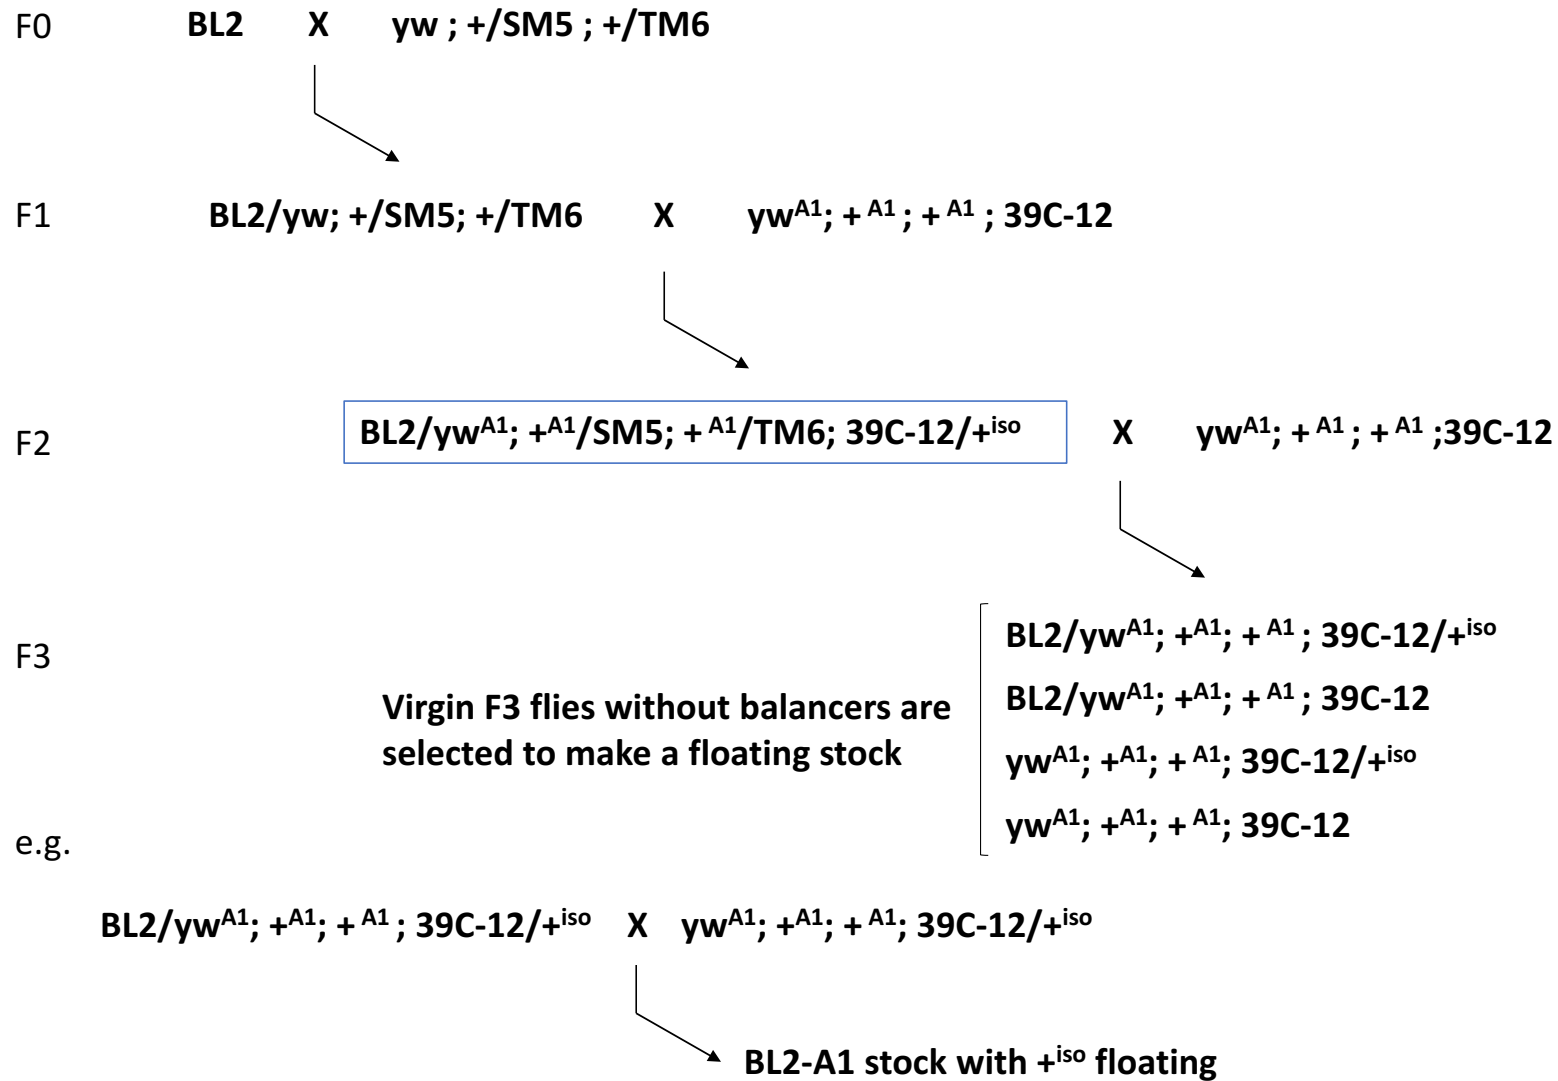 F0 BL2 X yw ; +/SM5 ; +/TM6
F1 BL2/yw; +/SM5; +/TM6 X yw^A1; + ^A1 ; + ^A1 ; 39C-12
F2 BL2/yw^A1; +^A1/SM5; + ^A1/TM6; 39C-12/+^iso X yw^A1; + ^A1 ; + ^A1 ;39C-12
F3
Virgin F3 flies without balancers are
selected to make a floating stock
BL2/yw^A1; +^A1; + ^A1 ; 39C-12/+^iso
BL2/yw^A1; +^A1; + ^A1 ; 39C-12
yw^A1; +^A1; + ^A1; 39C-12/+^iso
yw^A1; +^A1; + ^A1; 39C-12
e.g.
BL2/yw^A1; +^A1; + ^A1 ; 39C-12/+^iso X yw^A1; +^A1; + ^A1; 39C-12/+^iso
BL2-A1 stock with +^iso floating